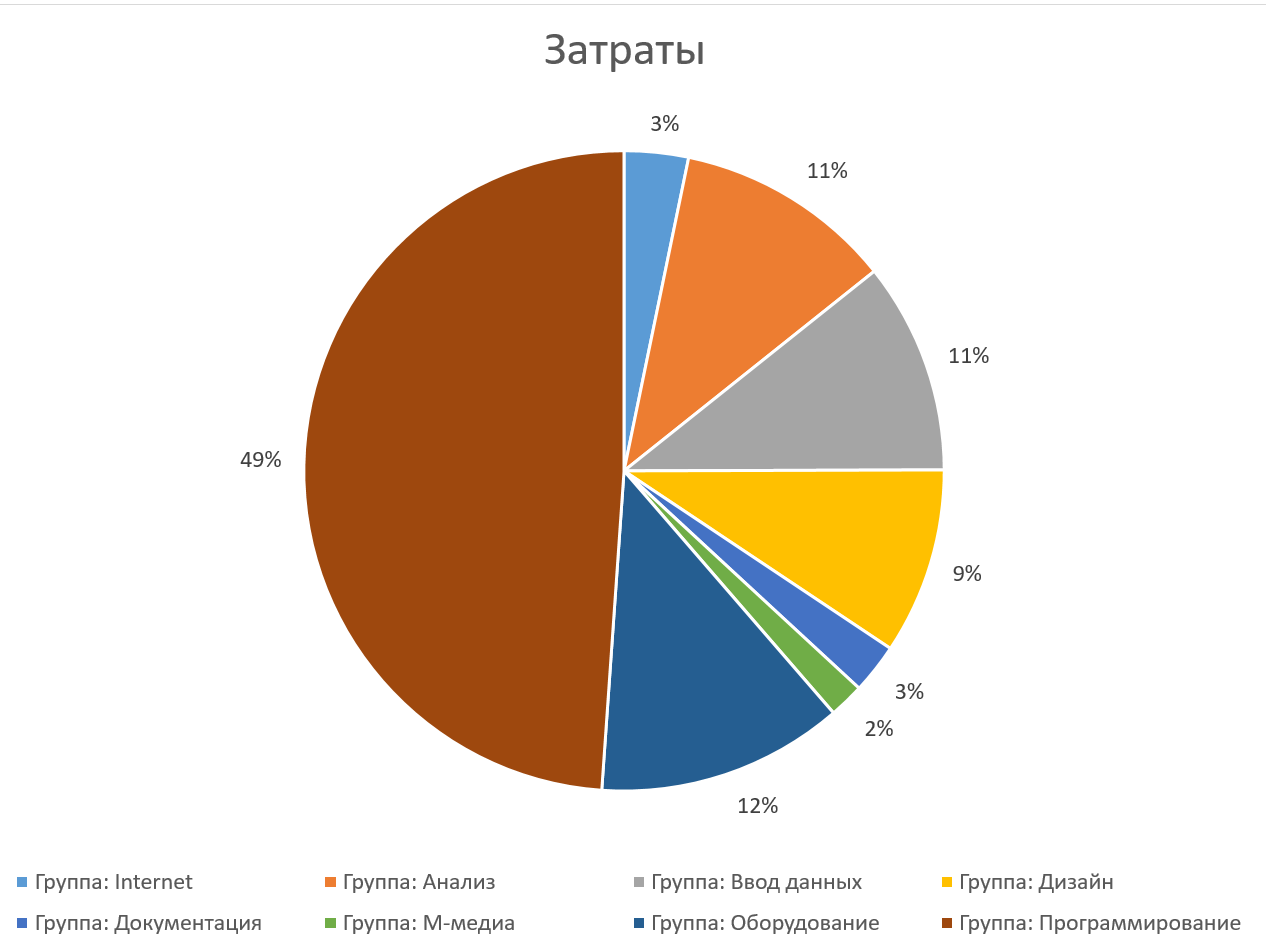 Затраты
3%
11%
11%
49%
9%
3%
2%
12%
Группа: Internet
Группа: Анализ
Группа: Ввод данных
Группа: Дизайн
Группа: Документация
Группа: М-медиа
Группа: Оборудование
Группа: Программирование